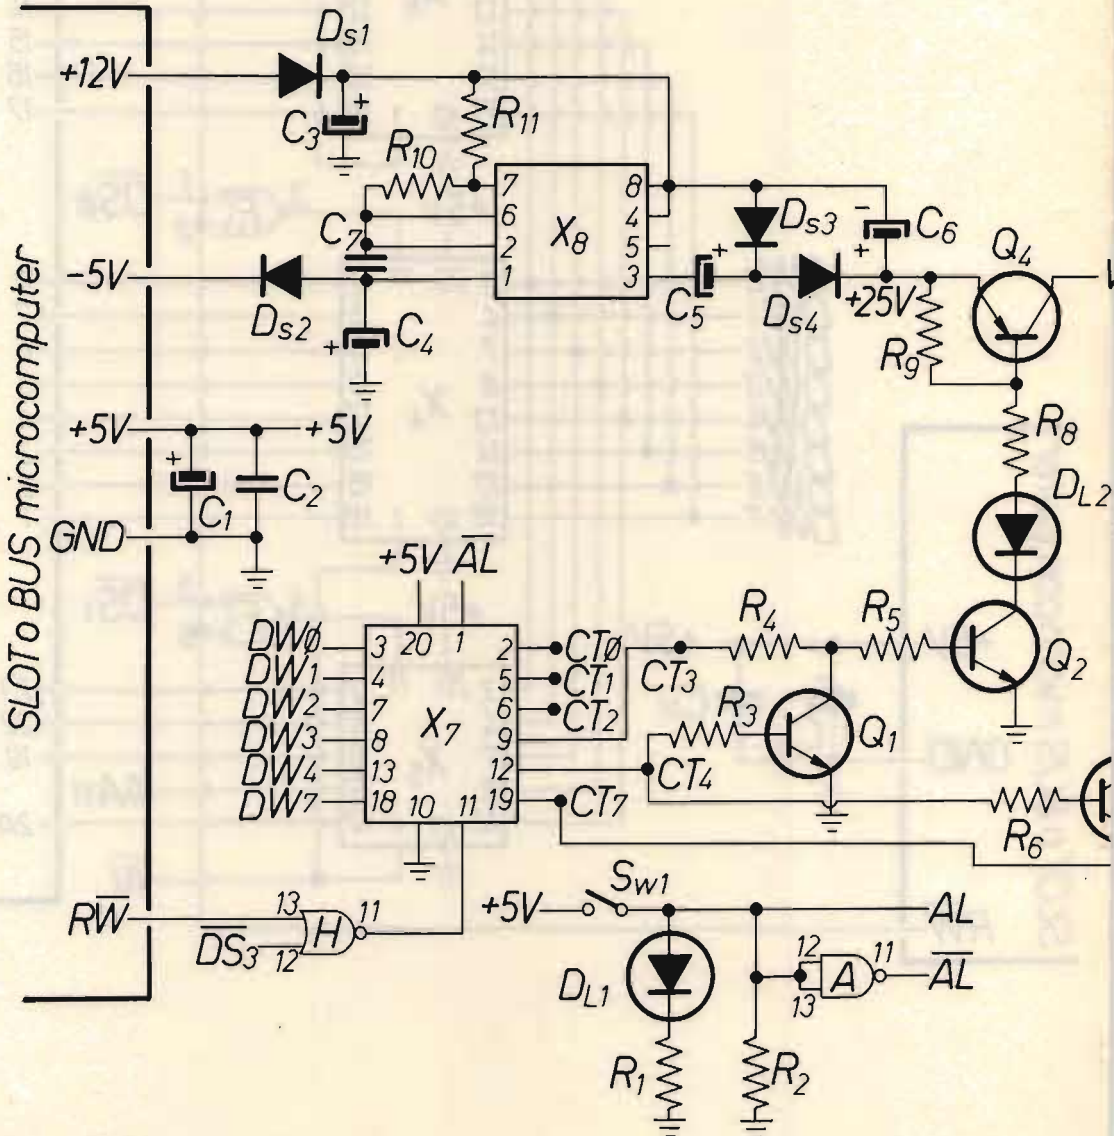 SLOT o BUS microcomputer
+12V
Ds1
C3
+
R10
R11
C7
7
6
2
1
X8
8
4
5
3
Ds3
C6
-
+
+
C5
Ds4
+25V
Q4
R9
-5V
Ds2
C4
+
+5V
+5V
+
C1
C2
GND
R8
DL2
+5V
A̅L̅
20
1
DWØ
DW1
DW2
DW3
DW4
DW7
3
4
7
8
13
18
X7
10
11
2
5
6
9
12
19
CTØ
CT1
CT2
CT3
CT4
CT7
R4
R5
R3
Q1
Q2
R6
RW̅
D̅S̅3
13
12
H
11
+5V
Sw1
AL
DL1
12
13
A
11
A̅L̅
R1
R2